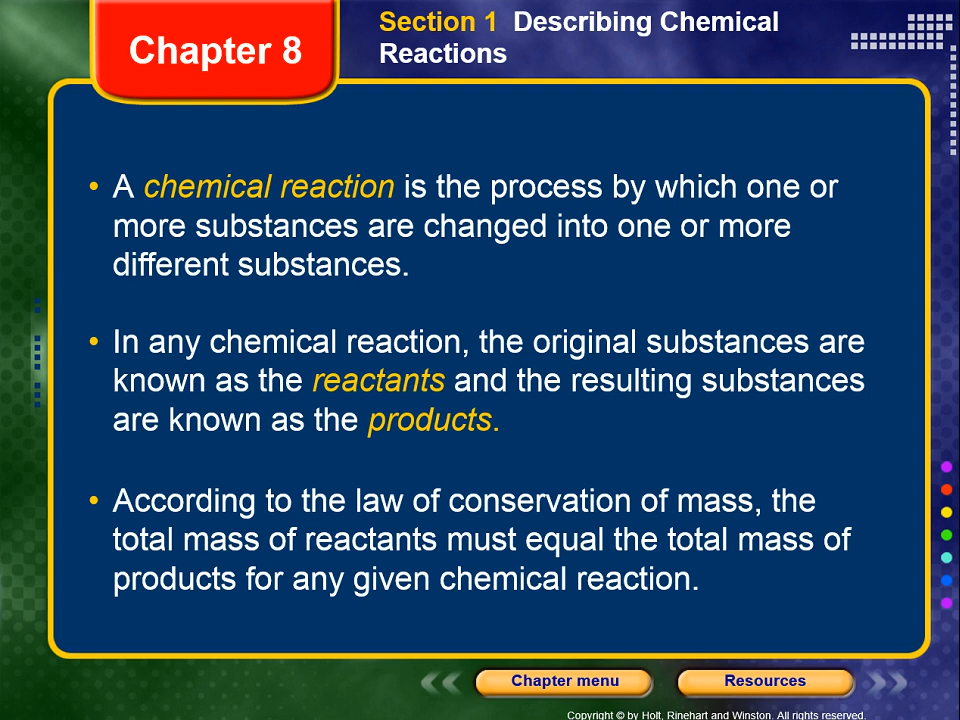 Chapter 8
Section 1  Describing Chemical
Reactions
• A chemical reaction is the process by which one or
more substances are changed into one or more
different substances.
• In any chemical reaction, the original substances are
known as the reactants and the resulting substances
are known as the products.
• According to the law of conservation of mass, the
total mass of reactants must equal the total mass of
products for any given chemical reaction.
Chapter menu
Resources
Copyright © by Holt, Rinehart and Winston. All rights reserved.